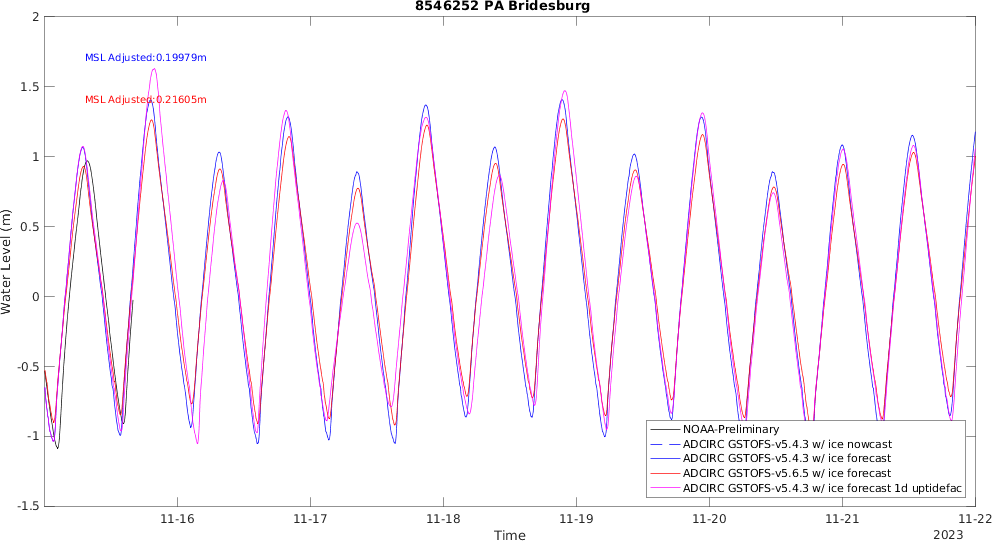 8546252 PA Bridesburg
2
1.5
1
0.5
0
-0.5
-1
-1.5
Water Level (m)
MSL Adjusted:0.19979m
MSL Adjusted:0.21605m
NOAA-Preliminary
ADCIRC GSTOFS-v5.4.3 w/ ice nowcast
ADCIRC GSTOFS-v5.4.3 w/ ice forecast
ADCIRC GSTOFS-v5.6.5 w/ ice forecast
ADCIRC GSTOFS-v5.4.3 w/ ice forecast 1d uptidefac
11-16 11-17 11-18 11-19 11-20 11-21 11-22
Time
2023